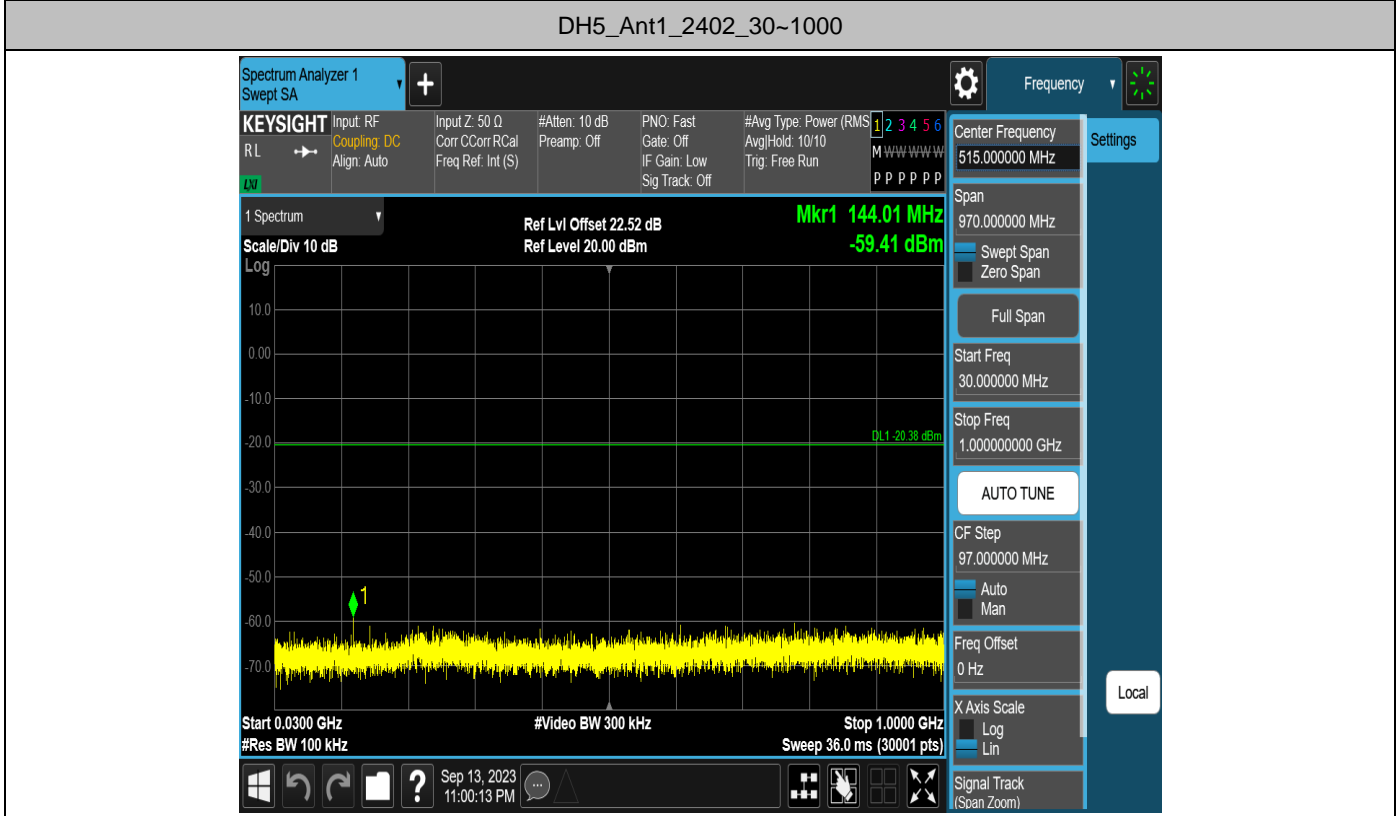 DH5_Ant1_2402_30~1000
Spectrum Analyzer 1
Swept SA
+
Frequency
KEYSIGHT
RL
LXI
Input: RF
Coupling: DC
Align: Auto
Input Z: 50 Ω
Corr CCorr RCal
Freq Ref: Int (S)
#Atten: 10 dB
Preamp: Off
PNO: Fast
Gate: Off
IF Gain: Low
Sig Track: Off
#Avg Type: Power (RMS
Avg|Hold: 10/10
Trig: Free Run
1 2 3 4 5 6
M W W W W W
P P P P P P
1 Spectrum
Scale/Div 10 dB
Log
Ref Lvl Offset 22.52 dB
Ref Level 20.00 dBm
Mkr1 144.01 MHz
-59.41 dBm
10.0
0.00
-10.0
-20.0
DL1 -20.38 dBm
-30.0
-40.0
-50.0
1
-60.0
-70.0
Start 0.0300 GHz
#Res BW 100 kHz
#Video BW 300 kHz
Stop 1.0000 GHz
Sweep 36.0 ms (30001 pts)
?
Sep 13, 2023
11:00:13 PM
Center Frequency
515.000000 MHz
Settings
Span
970.000000 MHz
Swept Span
Zero Span
Full Span
Start Freq
30.000000 MHz
Stop Freq
1.000000000 GHz
AUTO TUNE
CF Step
97.000000 MHz
Auto
Man
Freq Offset
0 Hz
Local
X Axis Scale
Log
Lin
Signal Track
(Span Zoom)